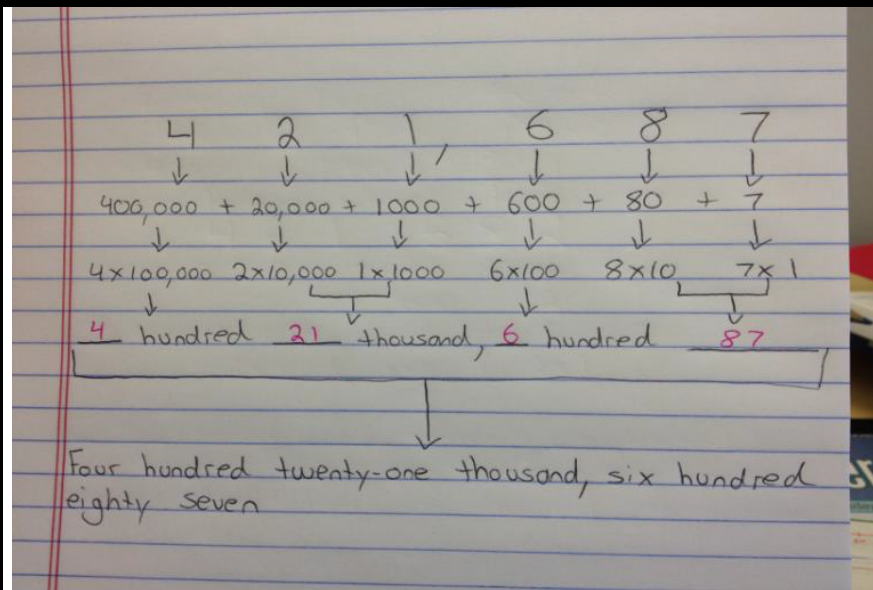 4 2 1, 6 8 7
400,000 + 20,000 + 1000 + 600 + 80 + 7
4x100,000 2x10,000 1x1000 6x100 8x10 7x1
4 hundred 21 thousand, 6 hundred 87
Four hundred twenty-one thousand, six hundred
eighty seven